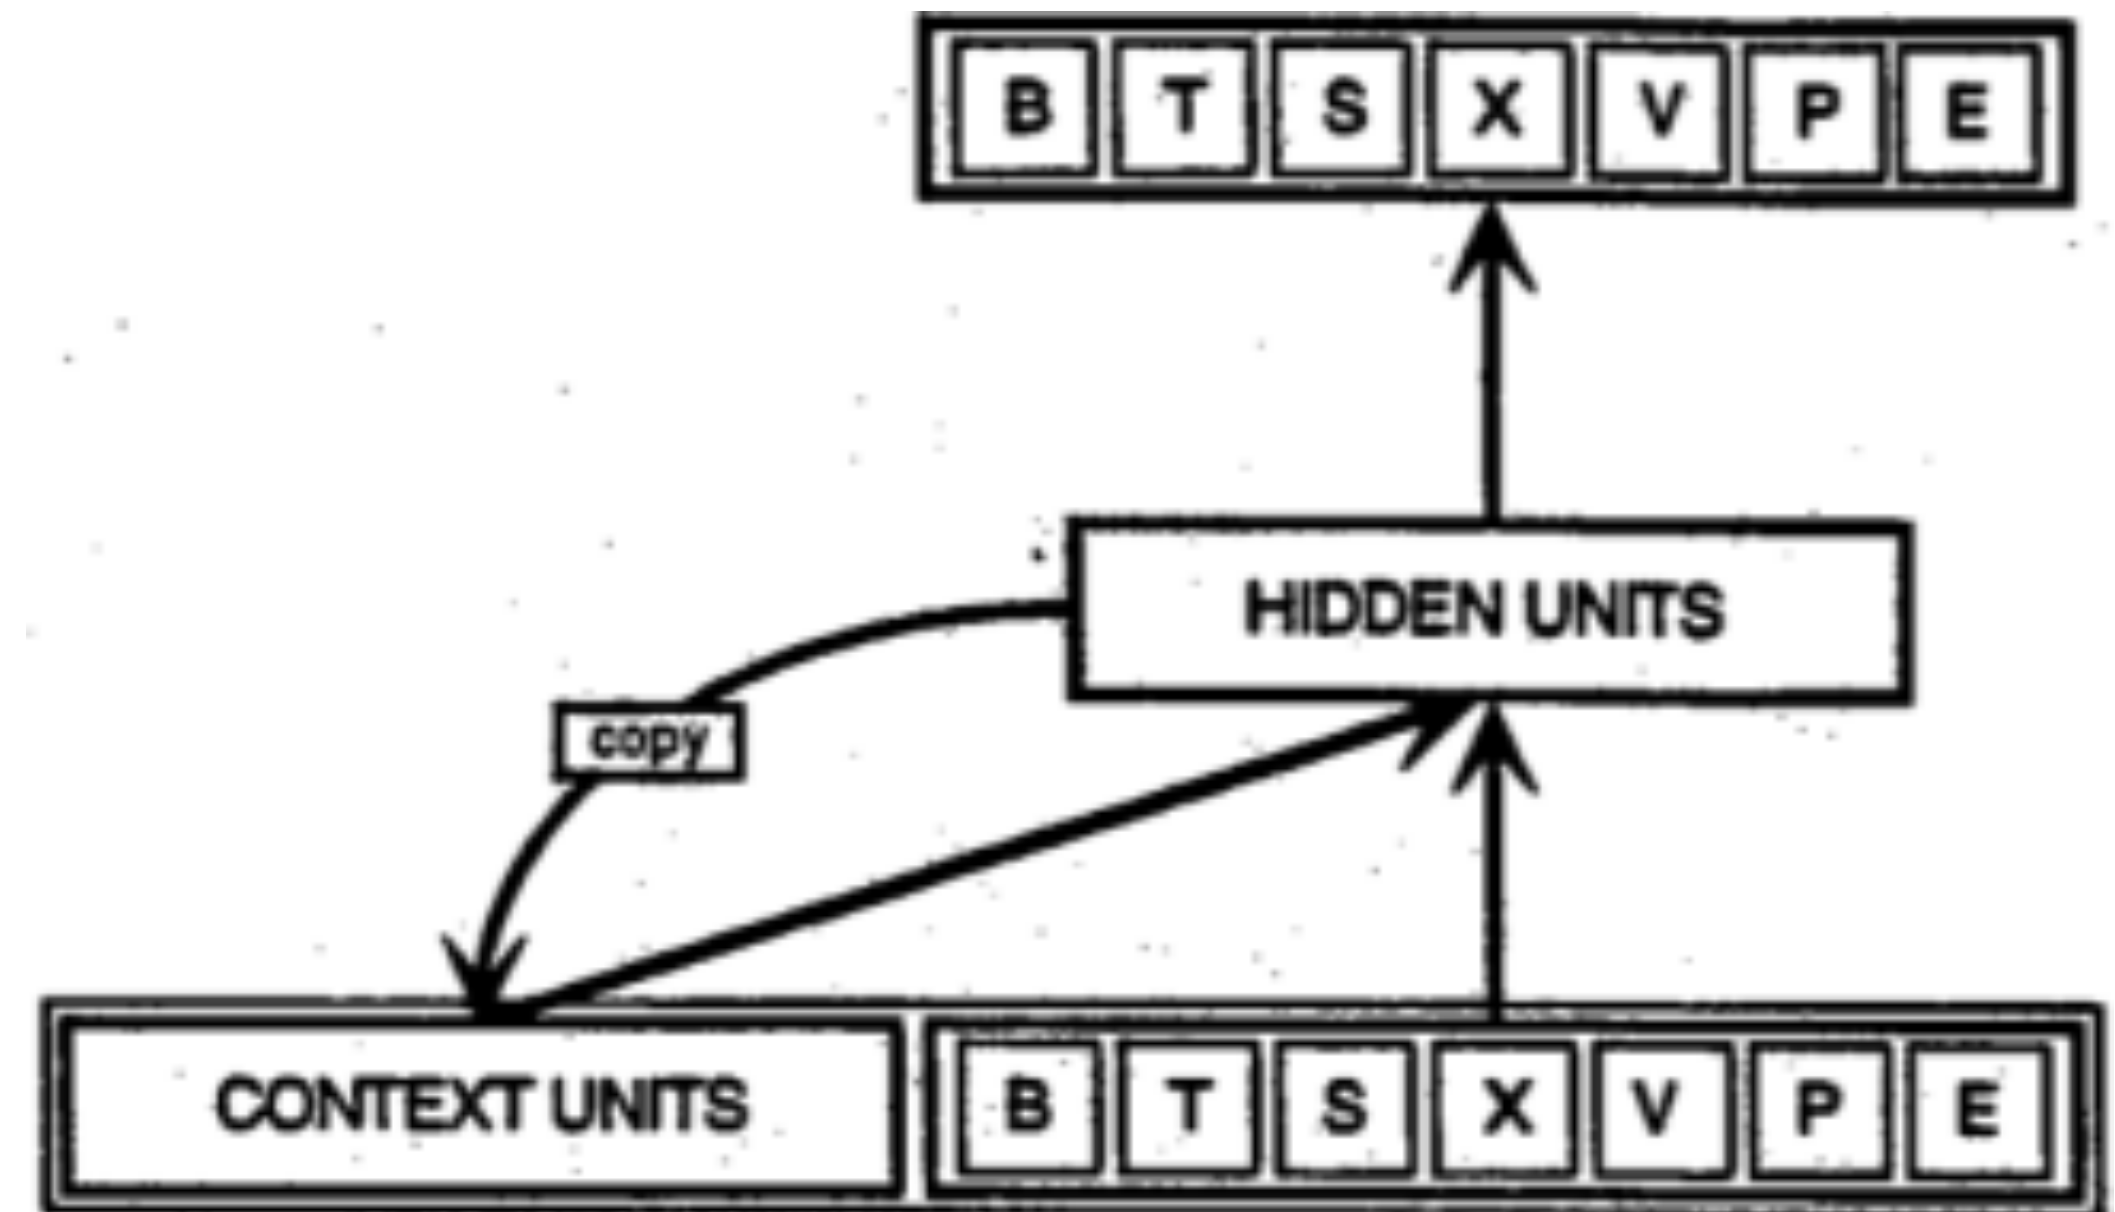 B T S X V P E
HIDDEN UNITS
copy
CONTEXT UNITS B T S X V P E